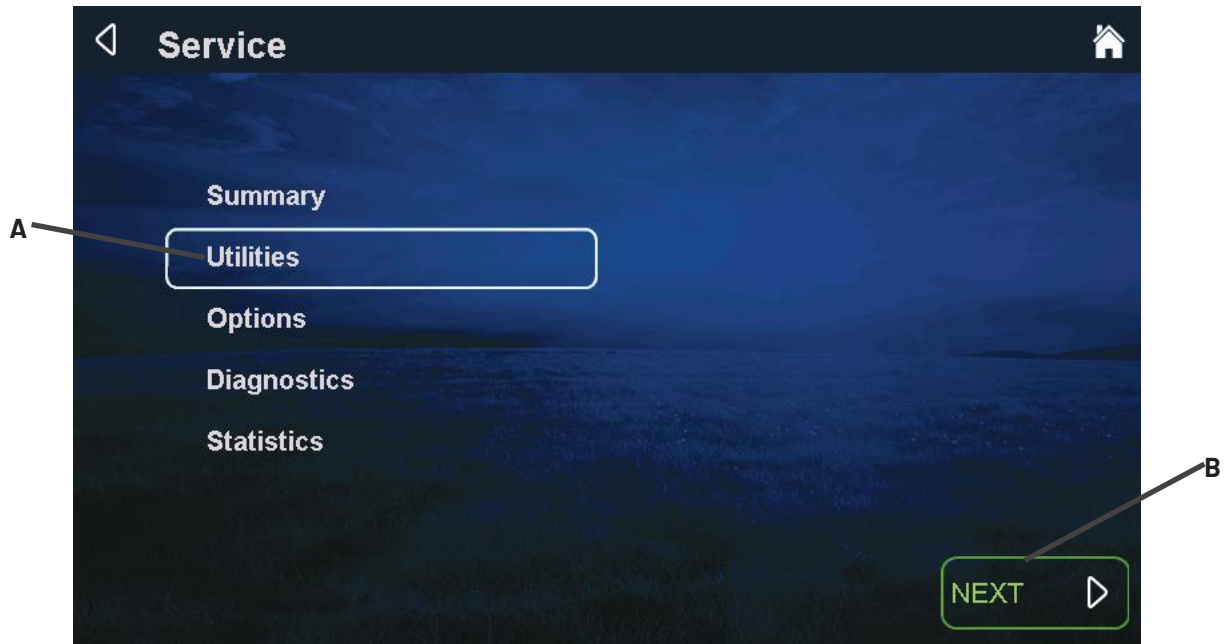 Service
Summary
A
Utilities
Options
Diagnostics
Statistics
B
NEXT